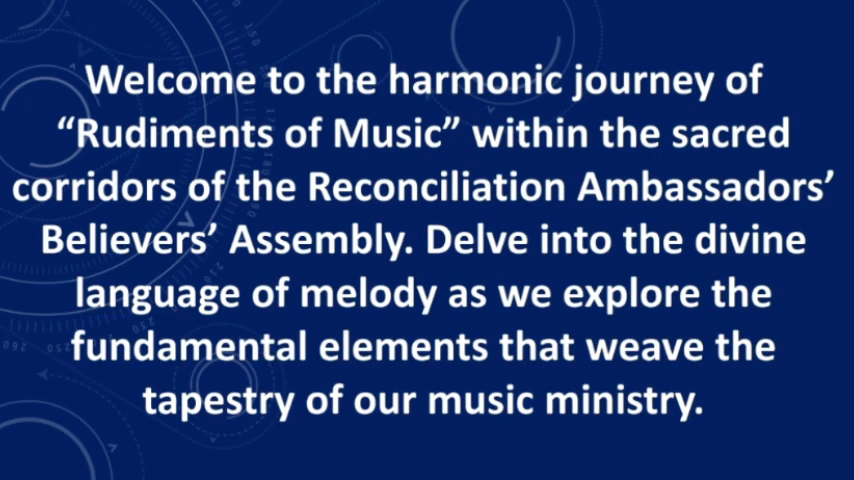 Welcome to the harmonic journey of
“Rudiments of Music” within the sacred
corridors of the Reconciliation Ambassadors’
Believers’ Assembly. Delve into the divine
language of melody as we explore the
fundamental elements that weave the
tapestry of our music ministry.